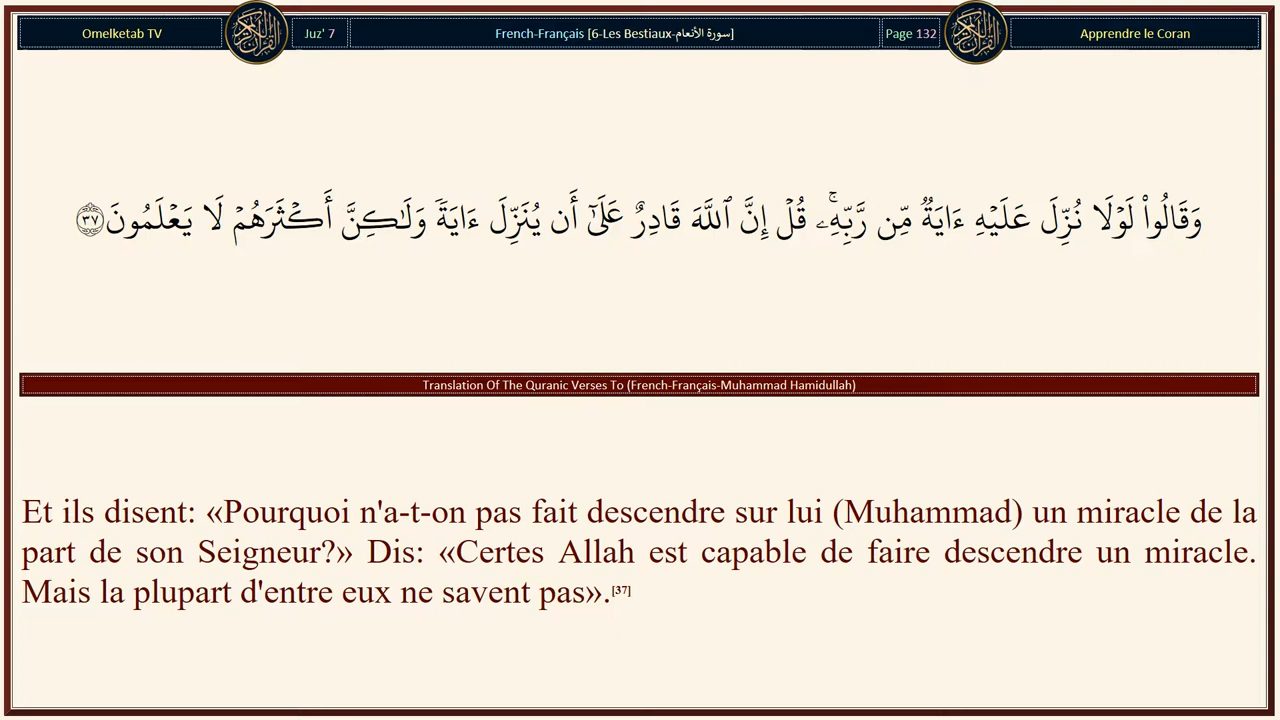 Omelketab TV
Juz' 7
French-Français [6-Les Bestiaux-سورة الأنعام]
Page 132
Apprendre le Coran
وَقَالُوا۟ لَوْلَا نُزِّلَ عَلَيْهِ ءَايَةٌ مِّن رَّبِّهِۦ ۚ قُلْ إِنَّ ٱللَّهَ قَادِرٌ عَلَىٰٓ أَن يُنَزِّلَ ءَايَةً وَلَـٰكِنَّ أَكْثَرَهُمْ لَا يَعْلَمُونَ ٣٧
Translation Of The Quranic Verses To (French-Français-Muhammad Hamidullah)
Et ils disent: «Pourquoi n'a-t-on pas fait descendre sur lui (Muhammad) un miracle de la
part de son Seigneur?» Dis: «Certes Allah est capable de faire descendre un miracle.
Mais la plupart d'entre eux ne savent pas».[37]